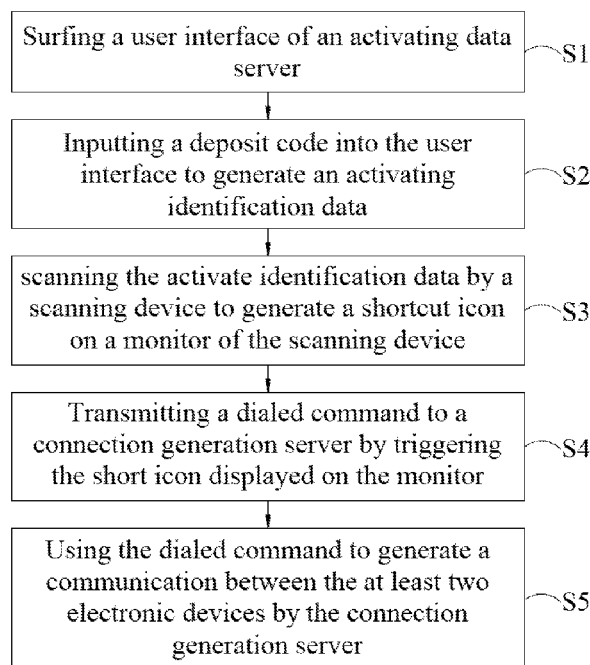 Surfing a user interface of an activating data
server
S1
Inputting a deposit code into the user
interface to generate an activating
identification data
S2
scanning the activate identification data by a
scanning device to generate a shortcut icon
on a monitor of the scanning device
S3
Transmitting a dialed command to a
connection generation server by triggering
the short icon displayed on the monitor
S4
Using the dialed command to generate a
communication between the at least two
electronic devices by the connection
generation server
S5